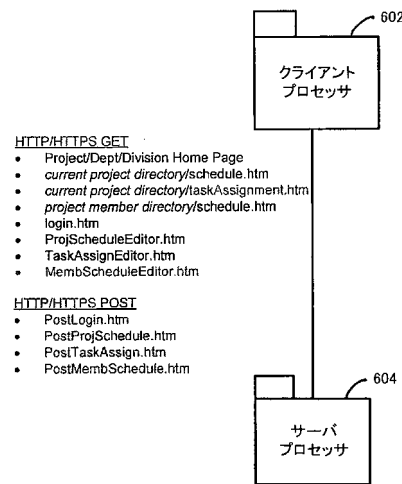 602
クライアント
プロセッサ
HTTP/HTTPS GET
• Project/Dept/Division Home Page
• current project directory/schedule.htm
• current project directory/taskAssignment.htm
• project member directory/schedule.htm
• login.htm
• ProjScheduleEditor.htm
• TaskAssignEditor.htm
• MembScheduleEditor.htm
HTTP/HTTPS POST
• PostLogin.htm
• PostProjSchedule.htm
• PostTaskAssign.htm
• PostMembSchedule.htm
604
サーバ
プロセッサ